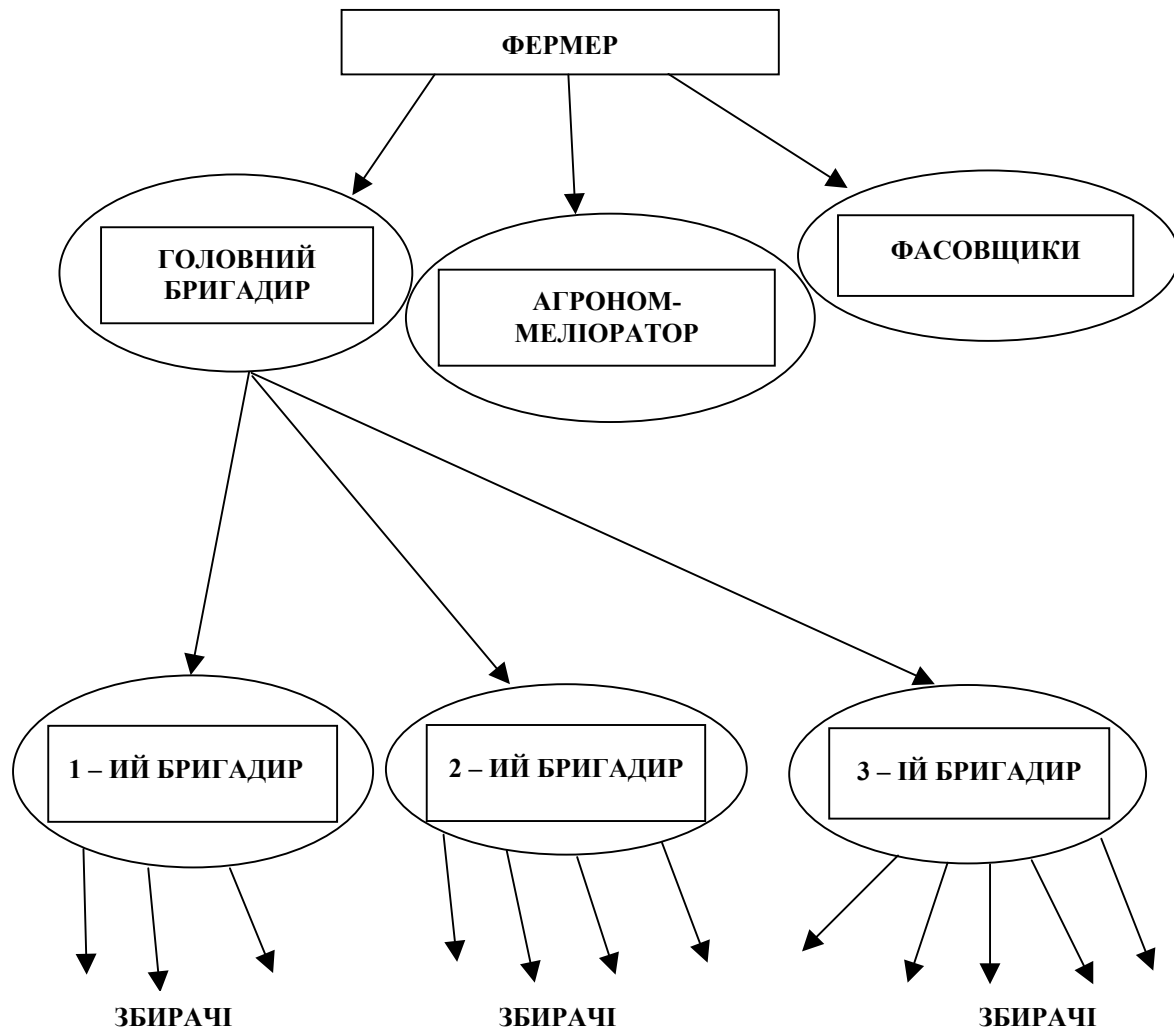 ФЕРМЕР
ГОЛОВНИЙ
БРИГАДИР
АГРОНОМ-
МЕЛІОРАТОР
ФАСОВЩИКИ
1 – ИЙ БРИГАДИР
2 – ИЙ БРИГАДИР
3 – ІЙ БРИГАДИР
ЗБИРАЧІ
ЗБИРАЧІ
ЗБИРАЧІ